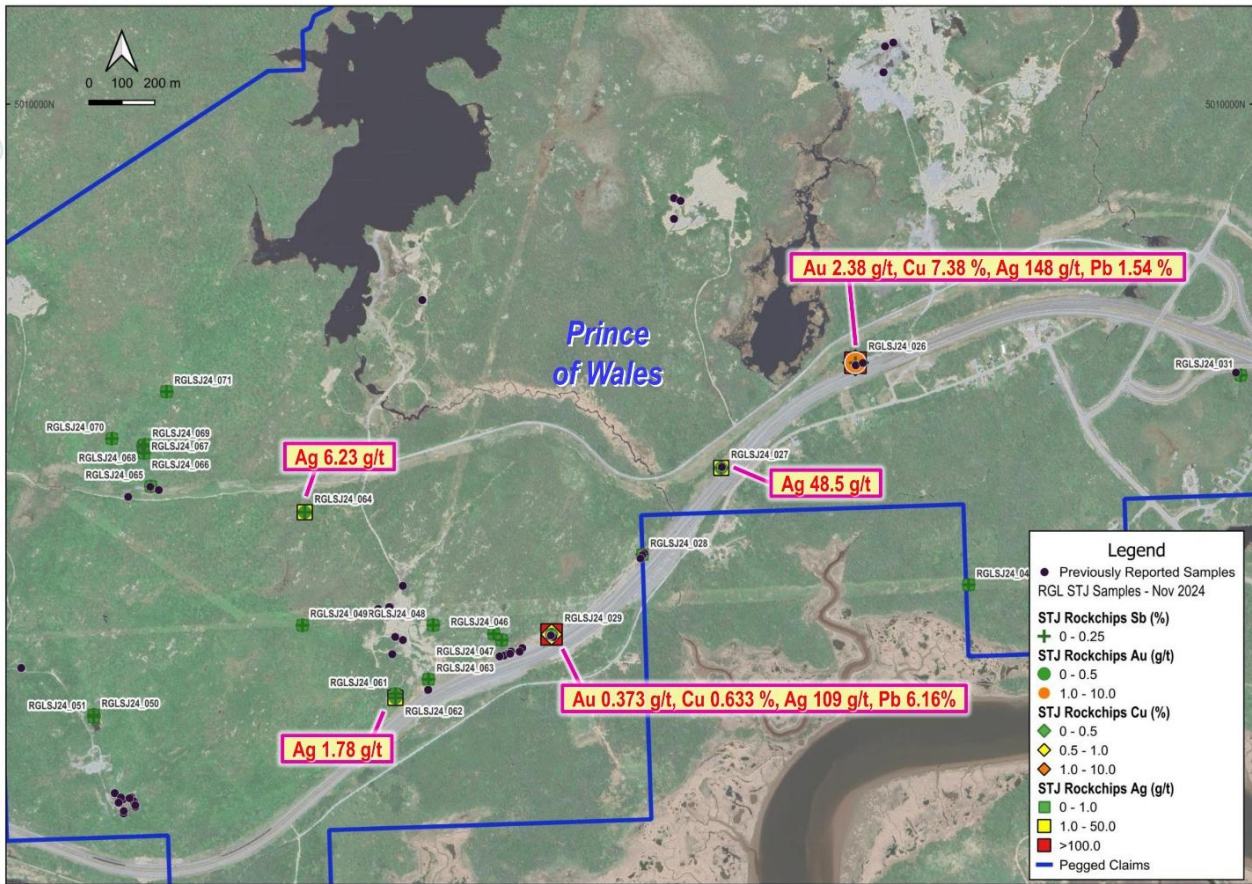 0 100 200 m
5010000N
5010000N
Au 2.38 g/t, Cu 7.38 %, Ag 148 g/t, Pb 1.54 %
Prince
of Wales
RGLSJ24_026
RGLSJ24_031
RGLSJ24_071
RGLSJ24_070
RGLSJ24_069
RGLSJ24_067
RGLSJ24_068
RGLSJ24_066
RGLSJ24_065
Ag 6.23 g/t
RGLSJ24_064
RGLSJ24_027
Ag 48.5 g/t
RGLSJ24_028
RGLSJ24_04
RGLSJ24_049
RGLSJ24_048
RGLSJ24_046
RGLSJ24_029
RGLSJ24_047
RGLSJ24_063
RGLSJ24_061
RGLSJ24_062
RGLSJ24_051
RGLSJ24_050
Au 0.373 g/t, Cu 0.633 %, Ag 109 g/t, Pb 6.16%
Ag 1.78 g/t
Legend
Previously Reported Samples
RGL STJ Samples - Nov 2024
STJ Rockchips Sb (%)
0 - 0.25
STJ Rockchips Au (g/t)
0 - 0.5
1.0 - 10.0
STJ Rockchips Cu (%)
0 - 0.5
0.5 - 1.0
1.0 - 10.0
STJ Rockchips Ag (g/t)
0 - 1.0
1.0 - 50.0
>100.0
Pegged Claims